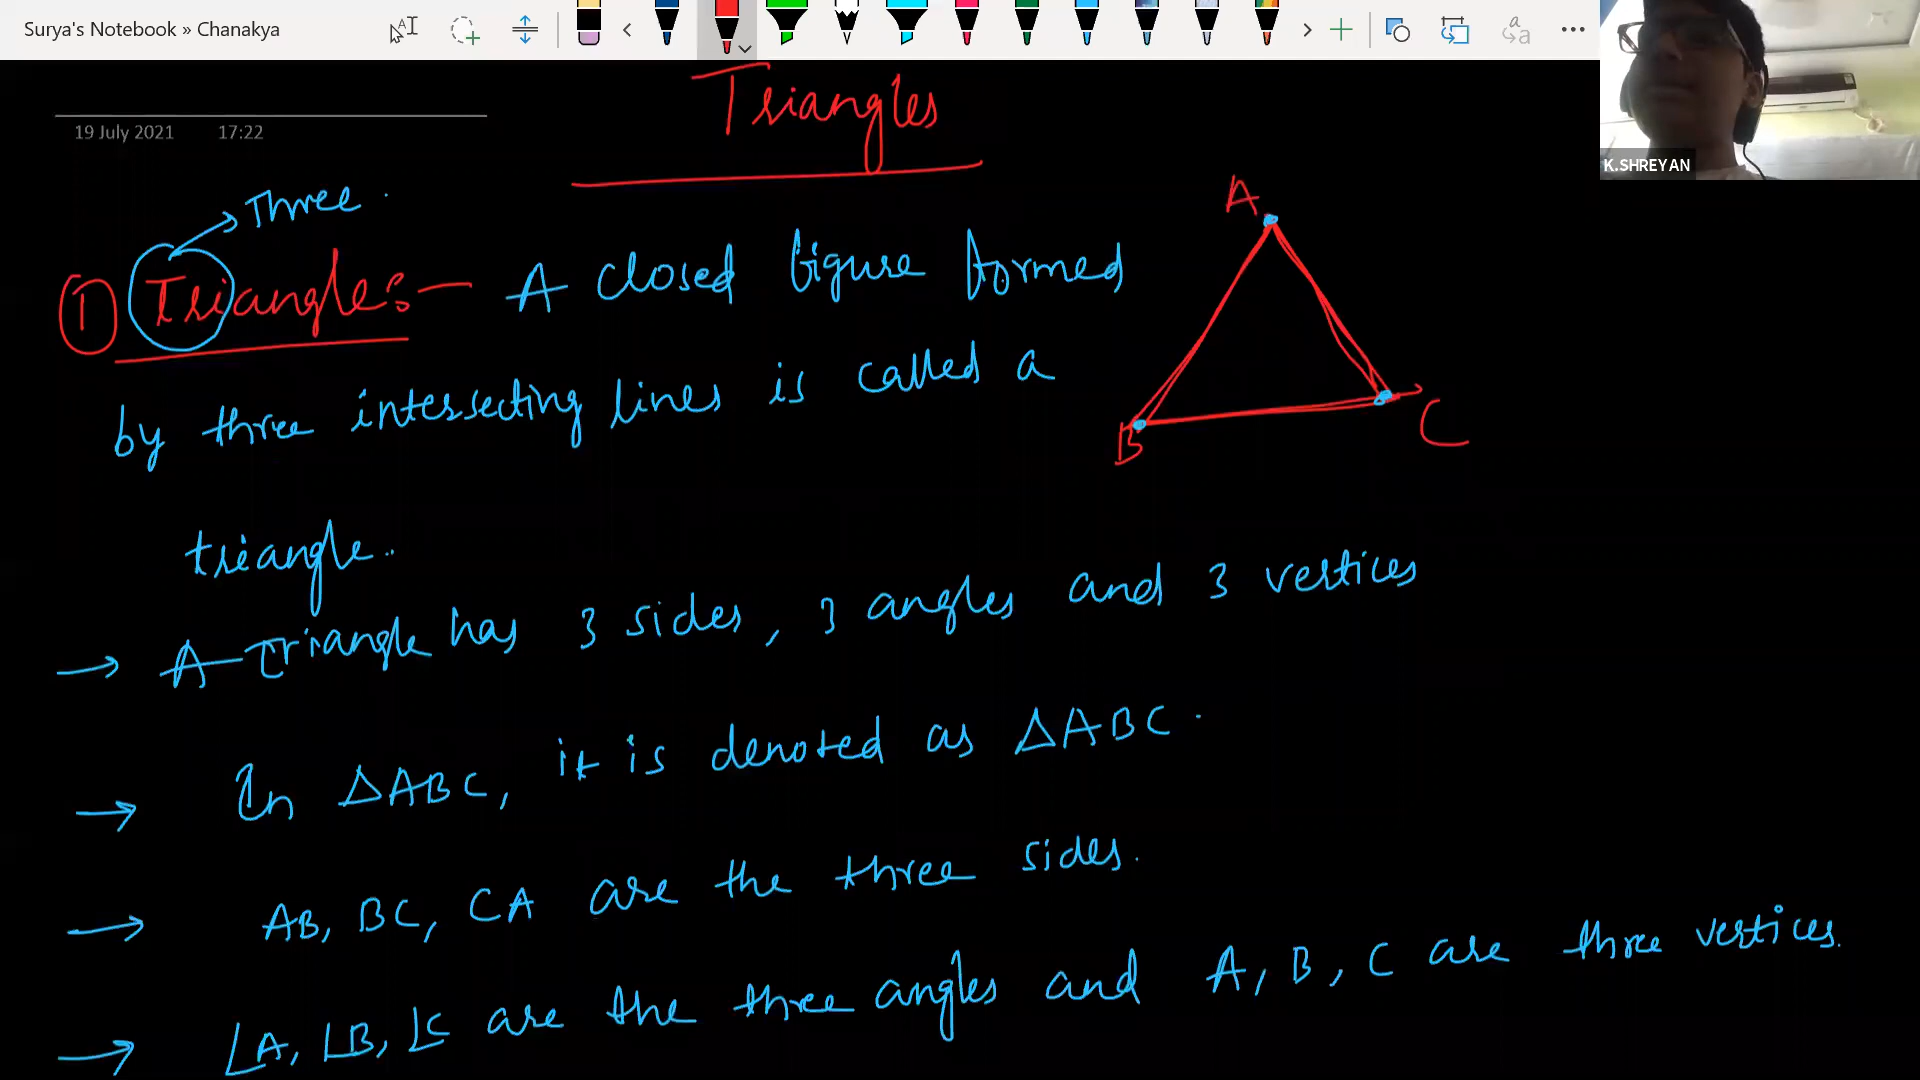 Surya's Notebook » Chanakya
K.SHREYAN
Triangles
19 July 2021 17:22
Three.
A
① Triangles — A closed figure formed
by three intersecting lines is called a
B C
triangle..
→ A Triangle has 3 sides, 3 angles and 3 vertices
→ In △ABC, it is denoted as △ABC.
→ AB, BC, CA are the three sides.
→ ∠A, ∠B, ∠C are the three angles and A, B, C are three vertices.